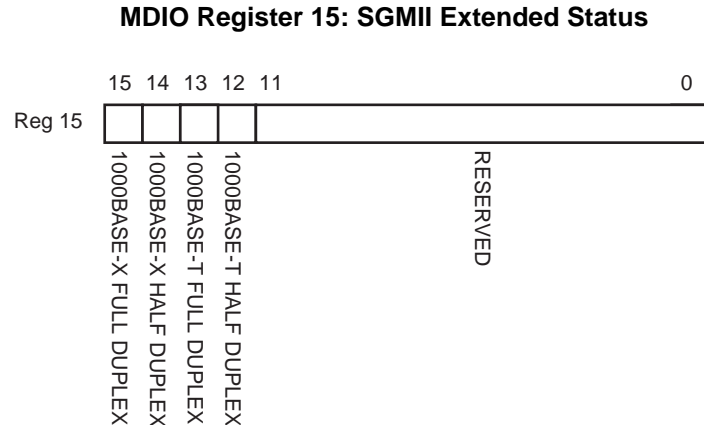 MDIO Register 15: SGMII Extended Status
15 14 13 12 11 0
Reg 15
1000BASE-X FULL DUPLEX
1000BASE-X HALF DUPLEX
1000BASE-T FULL DUPLEX
1000BASE-T HALF DUPLEX
RESERVED